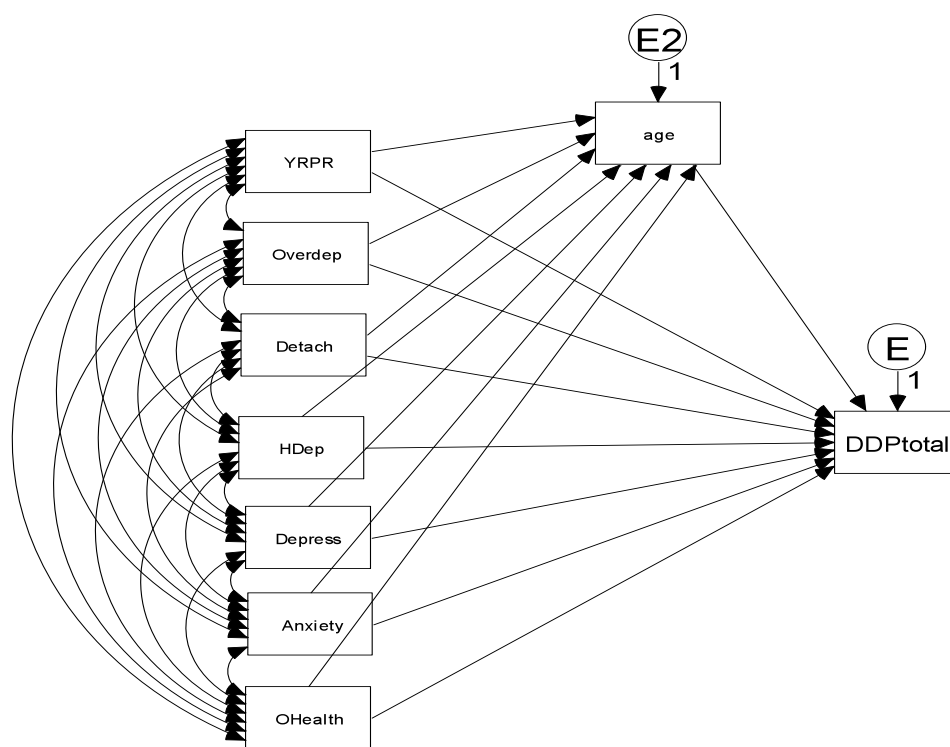 E2
1
age
YRPR
Overdep
Detach
HDep
Depress
Anxiety
OHealth
E
1
DDPtotal